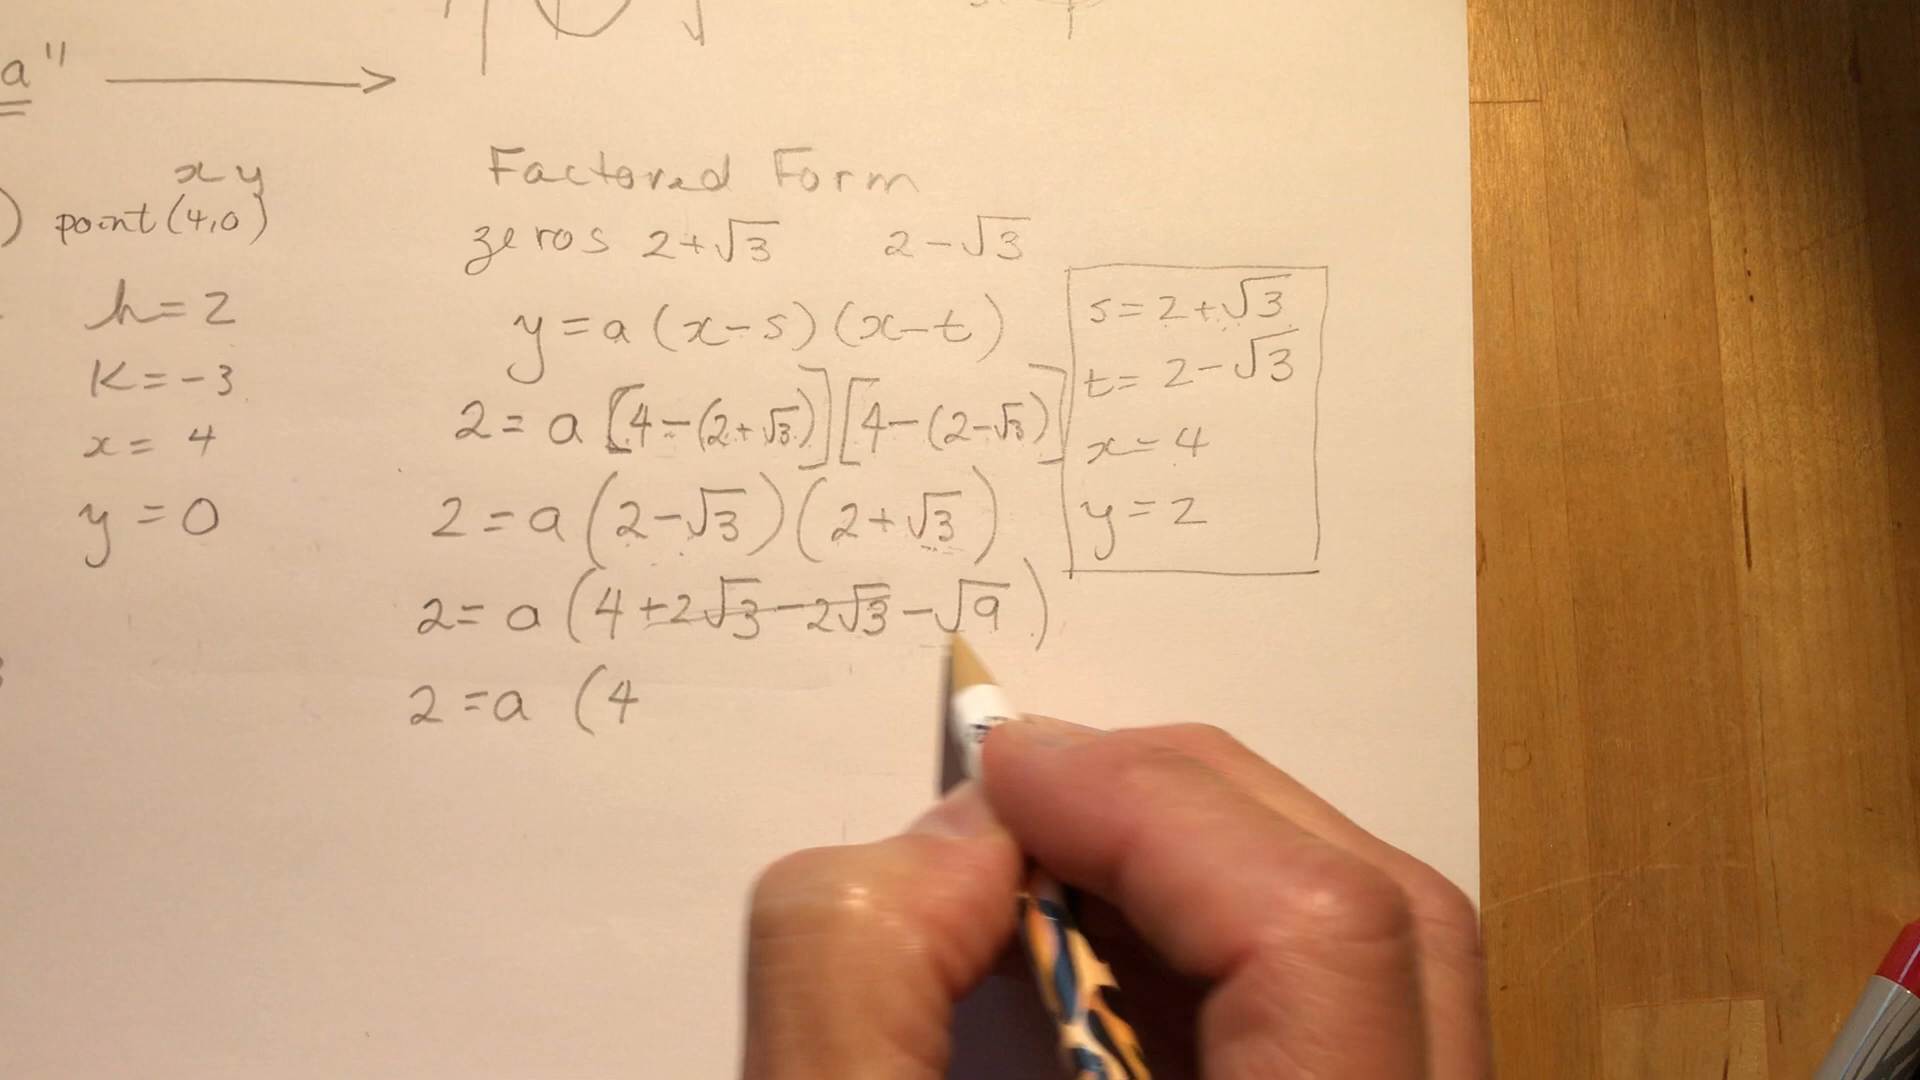 a"
x y
) point (4,0)
h = 2
K = -3
x = 4
y = 0
Factored Form
zeros 2+√3 2-√3
y = a (x-s) (x-t)
2 = a [4-(2+√3)] [4-(2-√3)]
2 = a (2-√3) (2+√3)
2 = a (4+2√3-2√3-√9)
2 = a (4
s = 2+√3
t = 2-√3
x = 4
y = 2